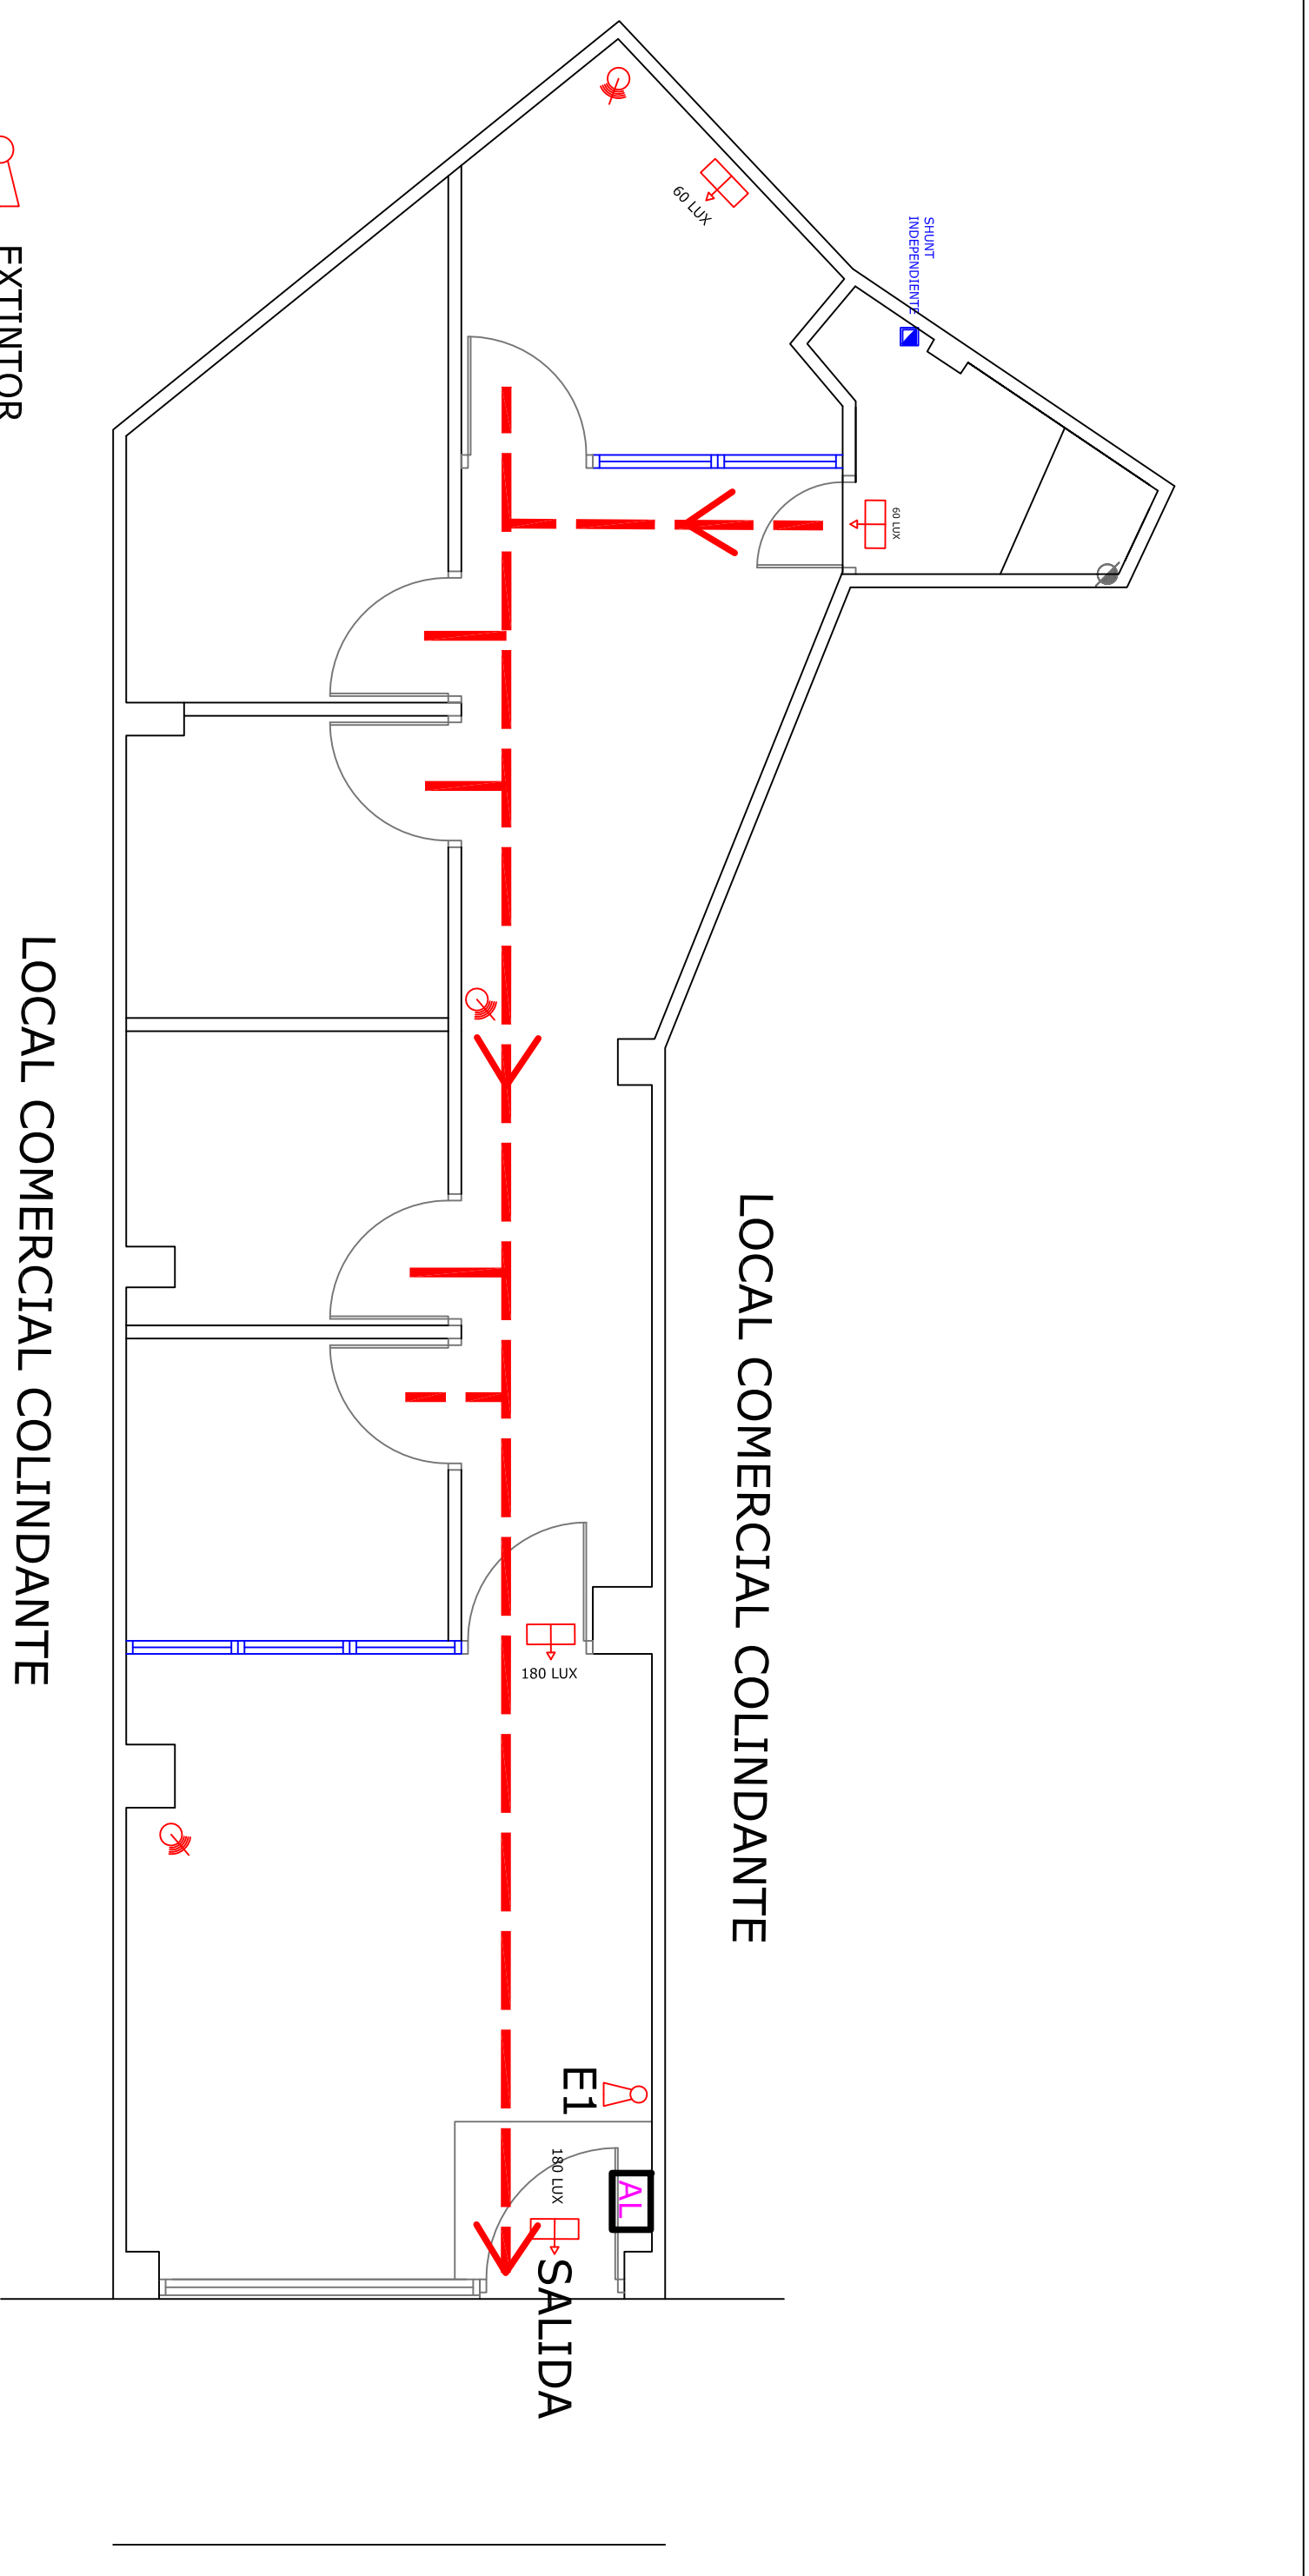 EXTINTOR
60 LUX
SHUNT
INDEPENDIENTE
60 LUX
LOCAL COMERCIAL COLINDANTE
LOCAL COMERCIAL COLINDANTE
180 LUX
E1
180 LUX
AL
SALIDA